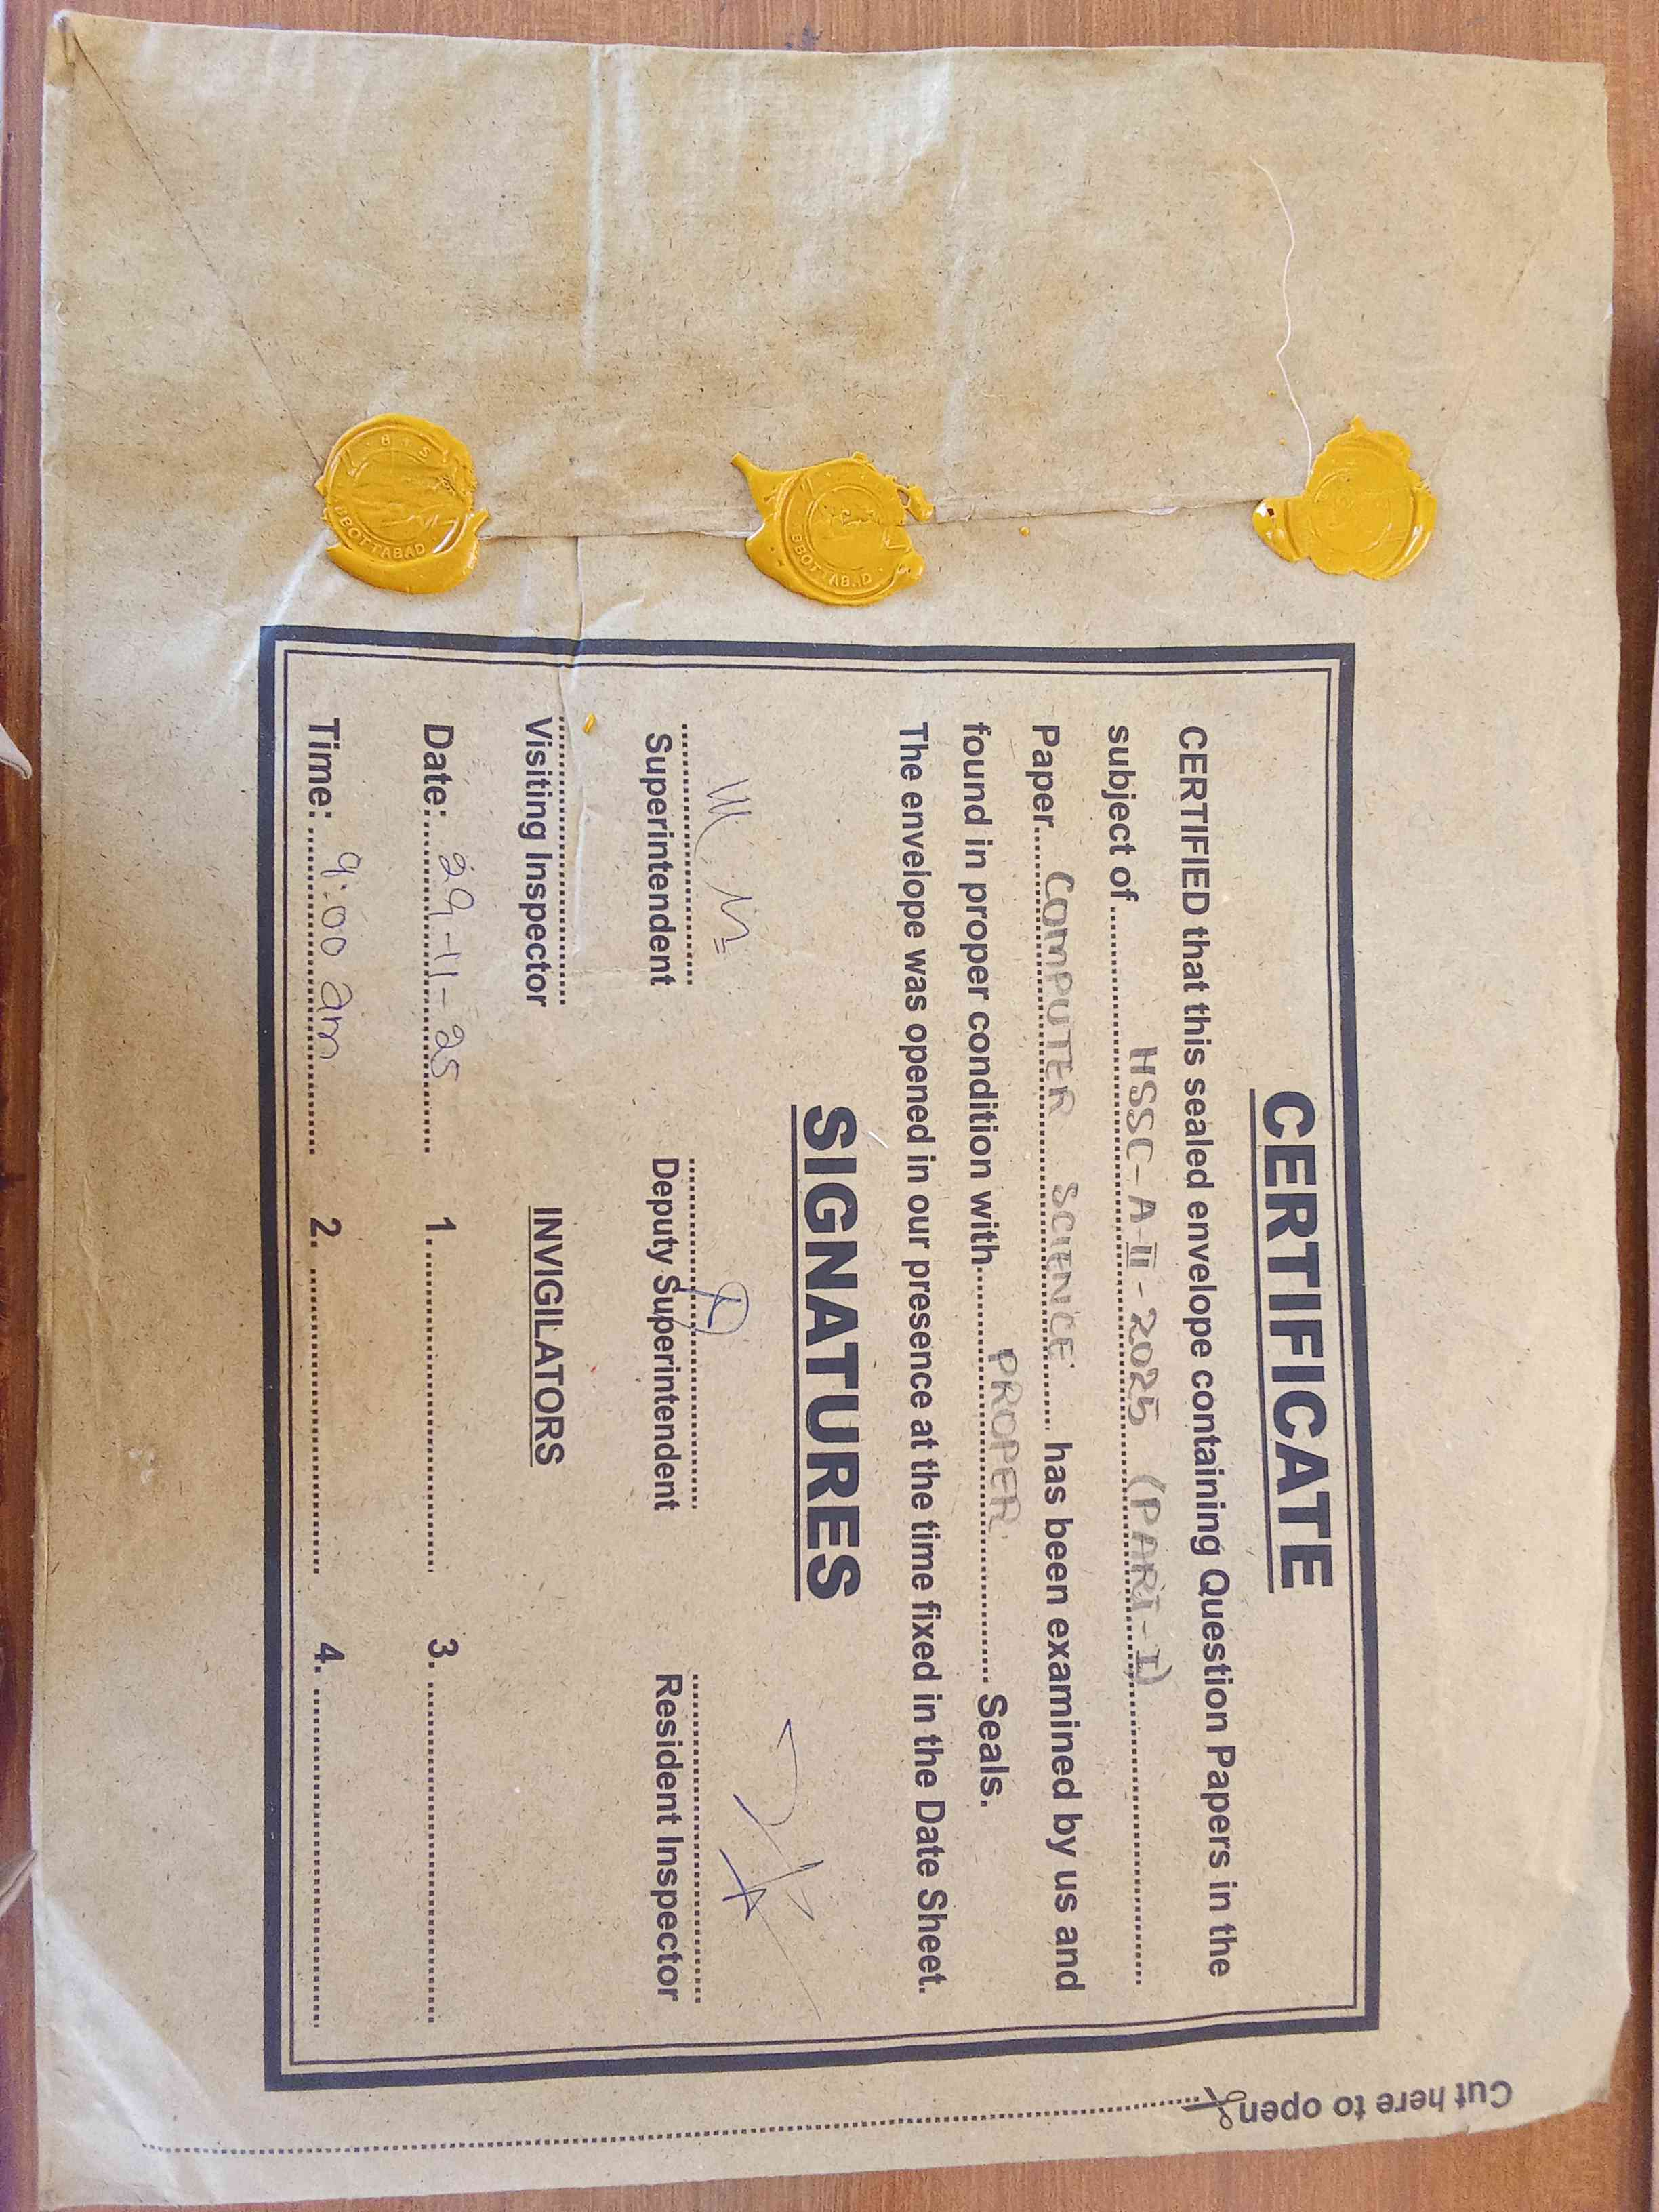 CERTIFICATE
CERTIFIED that this sealed envelope containing Question Papers in the
subject of.......... HSSC-A-II-2025 (PART-I)..........
Paper.......... COMPUTER SCIENCE.......... has been examined by us and
found in proper condition with.......... PROPER.......... Seals.
The envelope was opened in our presence at the time fixed in the Date Sheet.
SIGNATURES
Superintendent Deputy Superintendent Resident Inspector
Visiting Inspector INVIGILATORS
Date:.......... 29-11-25.......... 1. .......... 3. ..........
Time: .......... 9:00 am.......... 2. .......... 4. ..........
Cut here to open
BBOTTABAD
BBOTTABAD